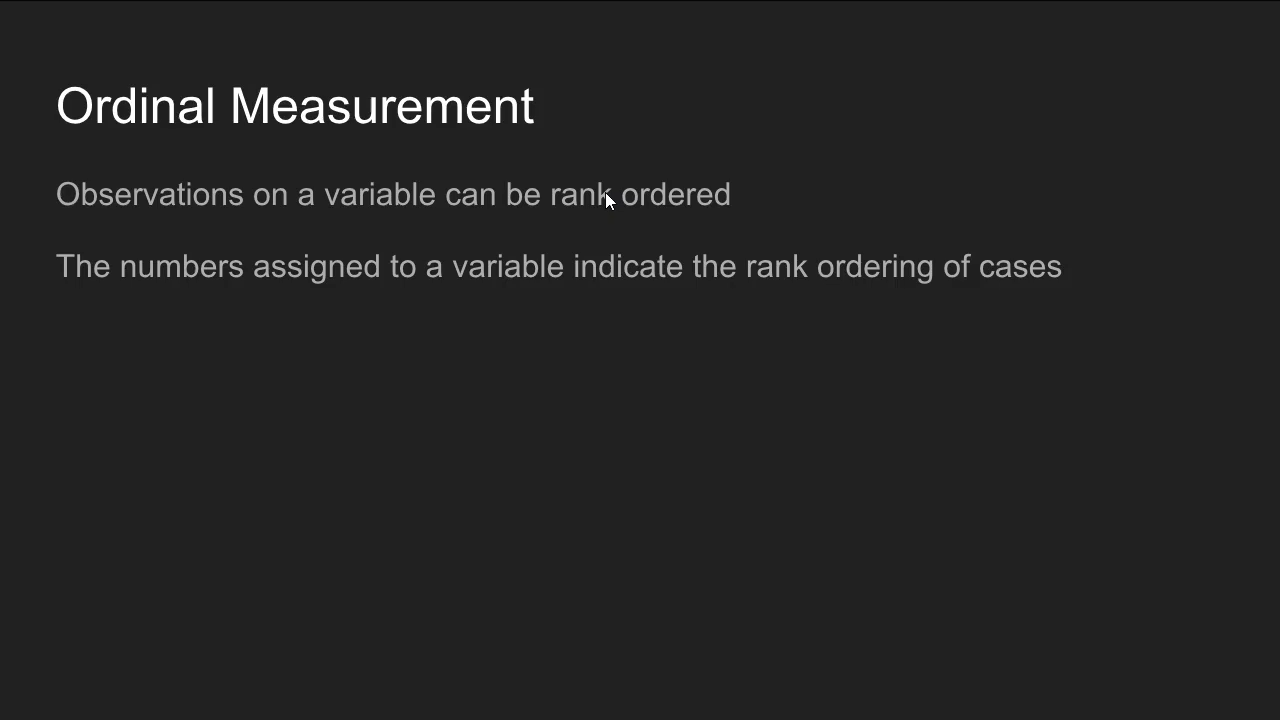 Ordinal Measurement
Observations on a variable can be rank ordered
The numbers assigned to a variable indicate the rank ordering of cases